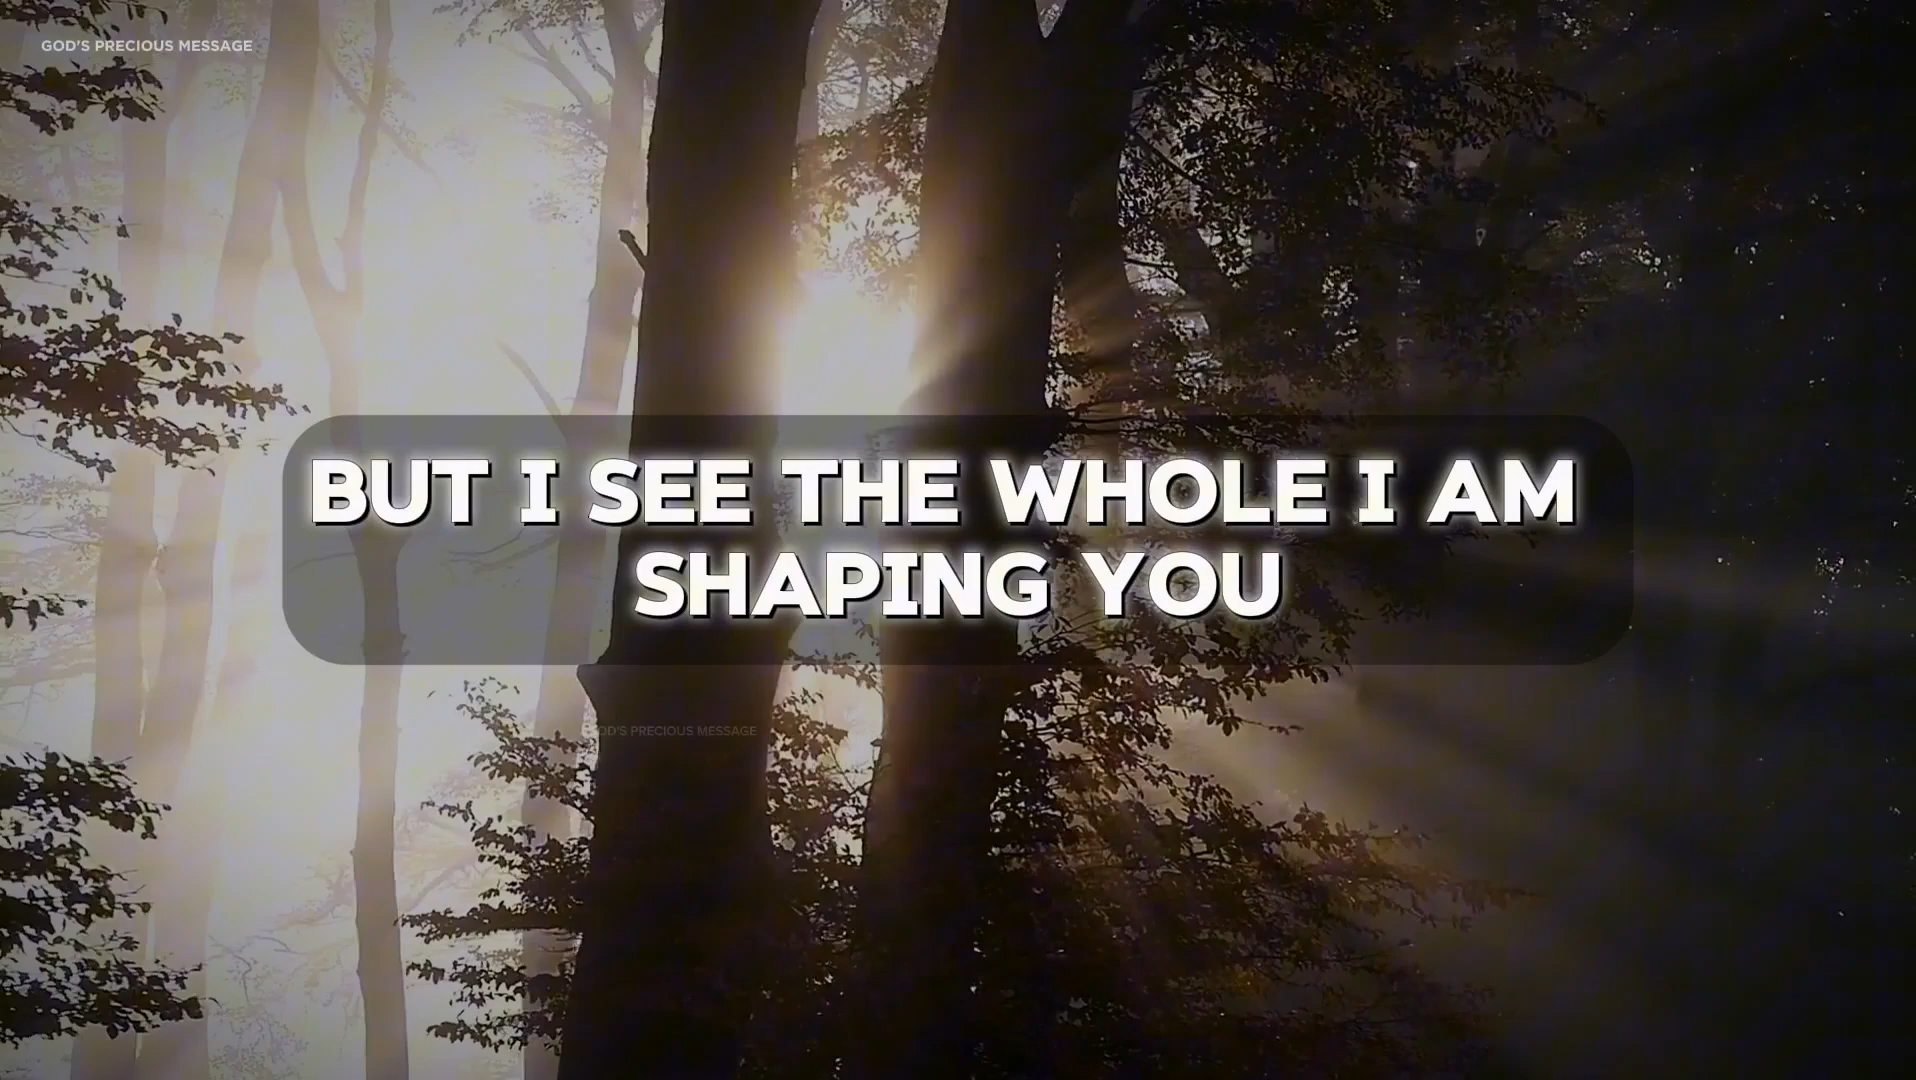 GOD'S PRECIOUS MESSAGE
BUT I SEE THE WHOLE I AM
SHAPING YOU
GOD'S PRECIOUS MESSAGE